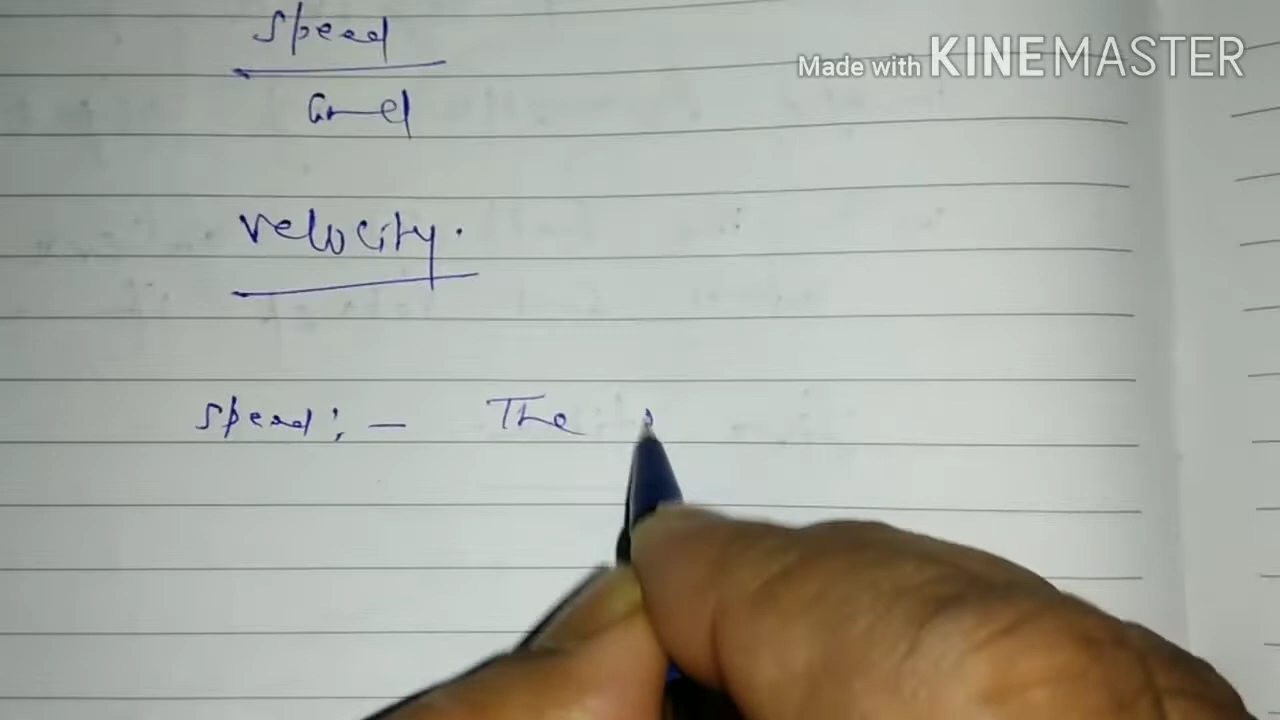 Made with KINEMASTER
Speed
and
velocity.
Speed:- The